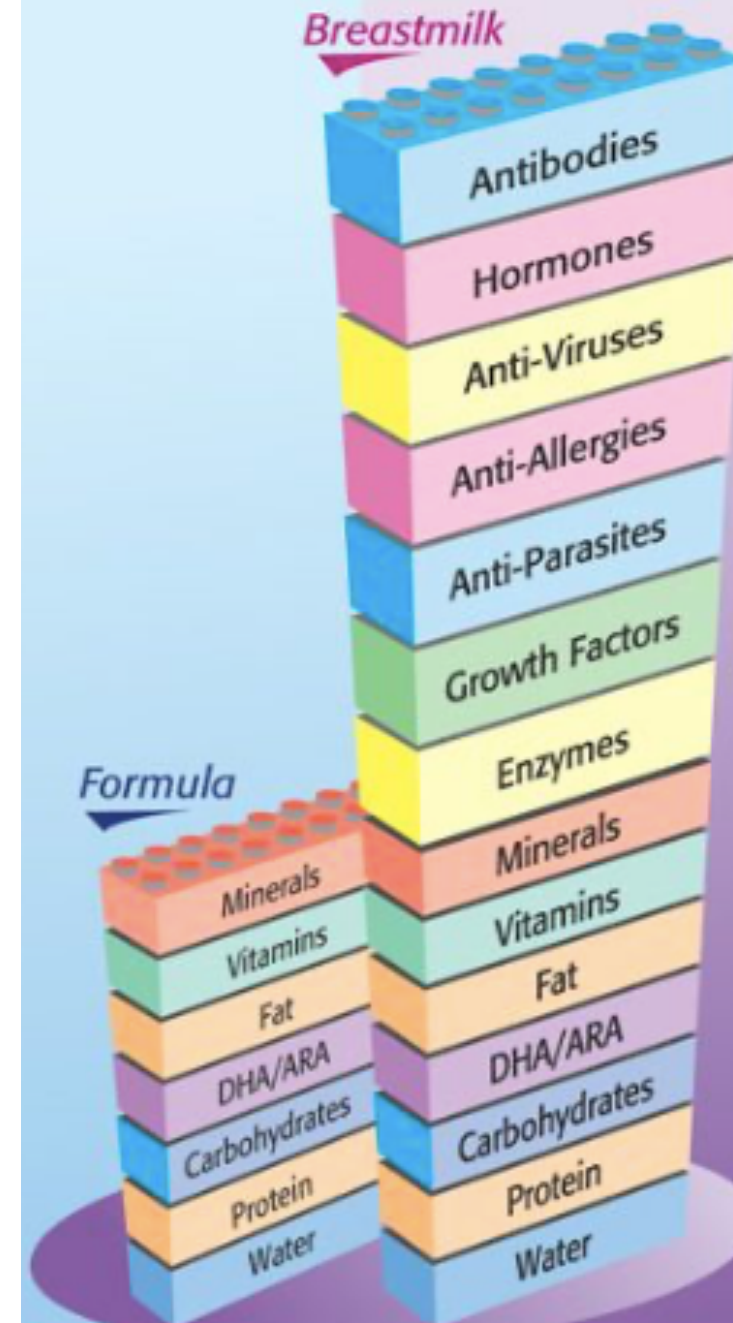 Breastmilk
Antibodies
Hormones
Anti-Viruses
Anti-Allergies
Anti-Parasites
Growth Factors
Enzymes
Minerals
Vitamins
Fat
DHA/ARA
Carbohydrates
Protein
Water
Formula
Minerals
Vitamins
Fat
DHA/ARA
Carbohydrates
Protein
Water